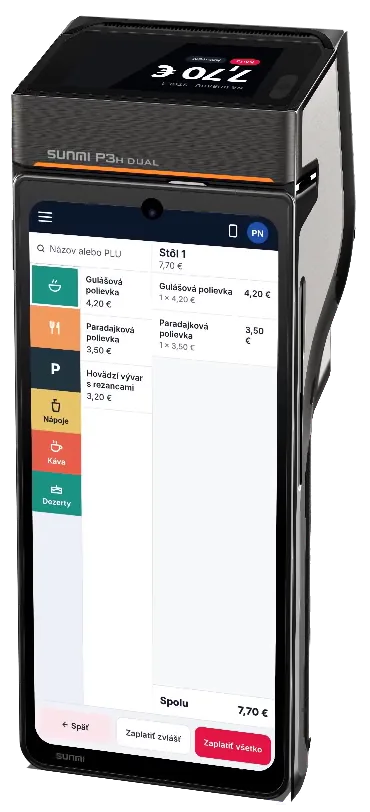 7,70 €
SUNMI P3H DUAL
PN
Názov alebo PLU
Stôl 1
7,70 €
Gulášová
polievka
4,20 €
Gulášová polievka 4,20 €
1 × 4,20 €
Paradajková
polievka
3,50 €
Paradajková
polievka
3,50
€
1 × 3,50 €
P
Hovädzí vývar
s rezancami
3,20 €
Nápoje
Káva
Dezerty
Spolu 7,70 €
← Späť
Zaplatiť zvlášť
Zaplatiť všetko
SUNMI